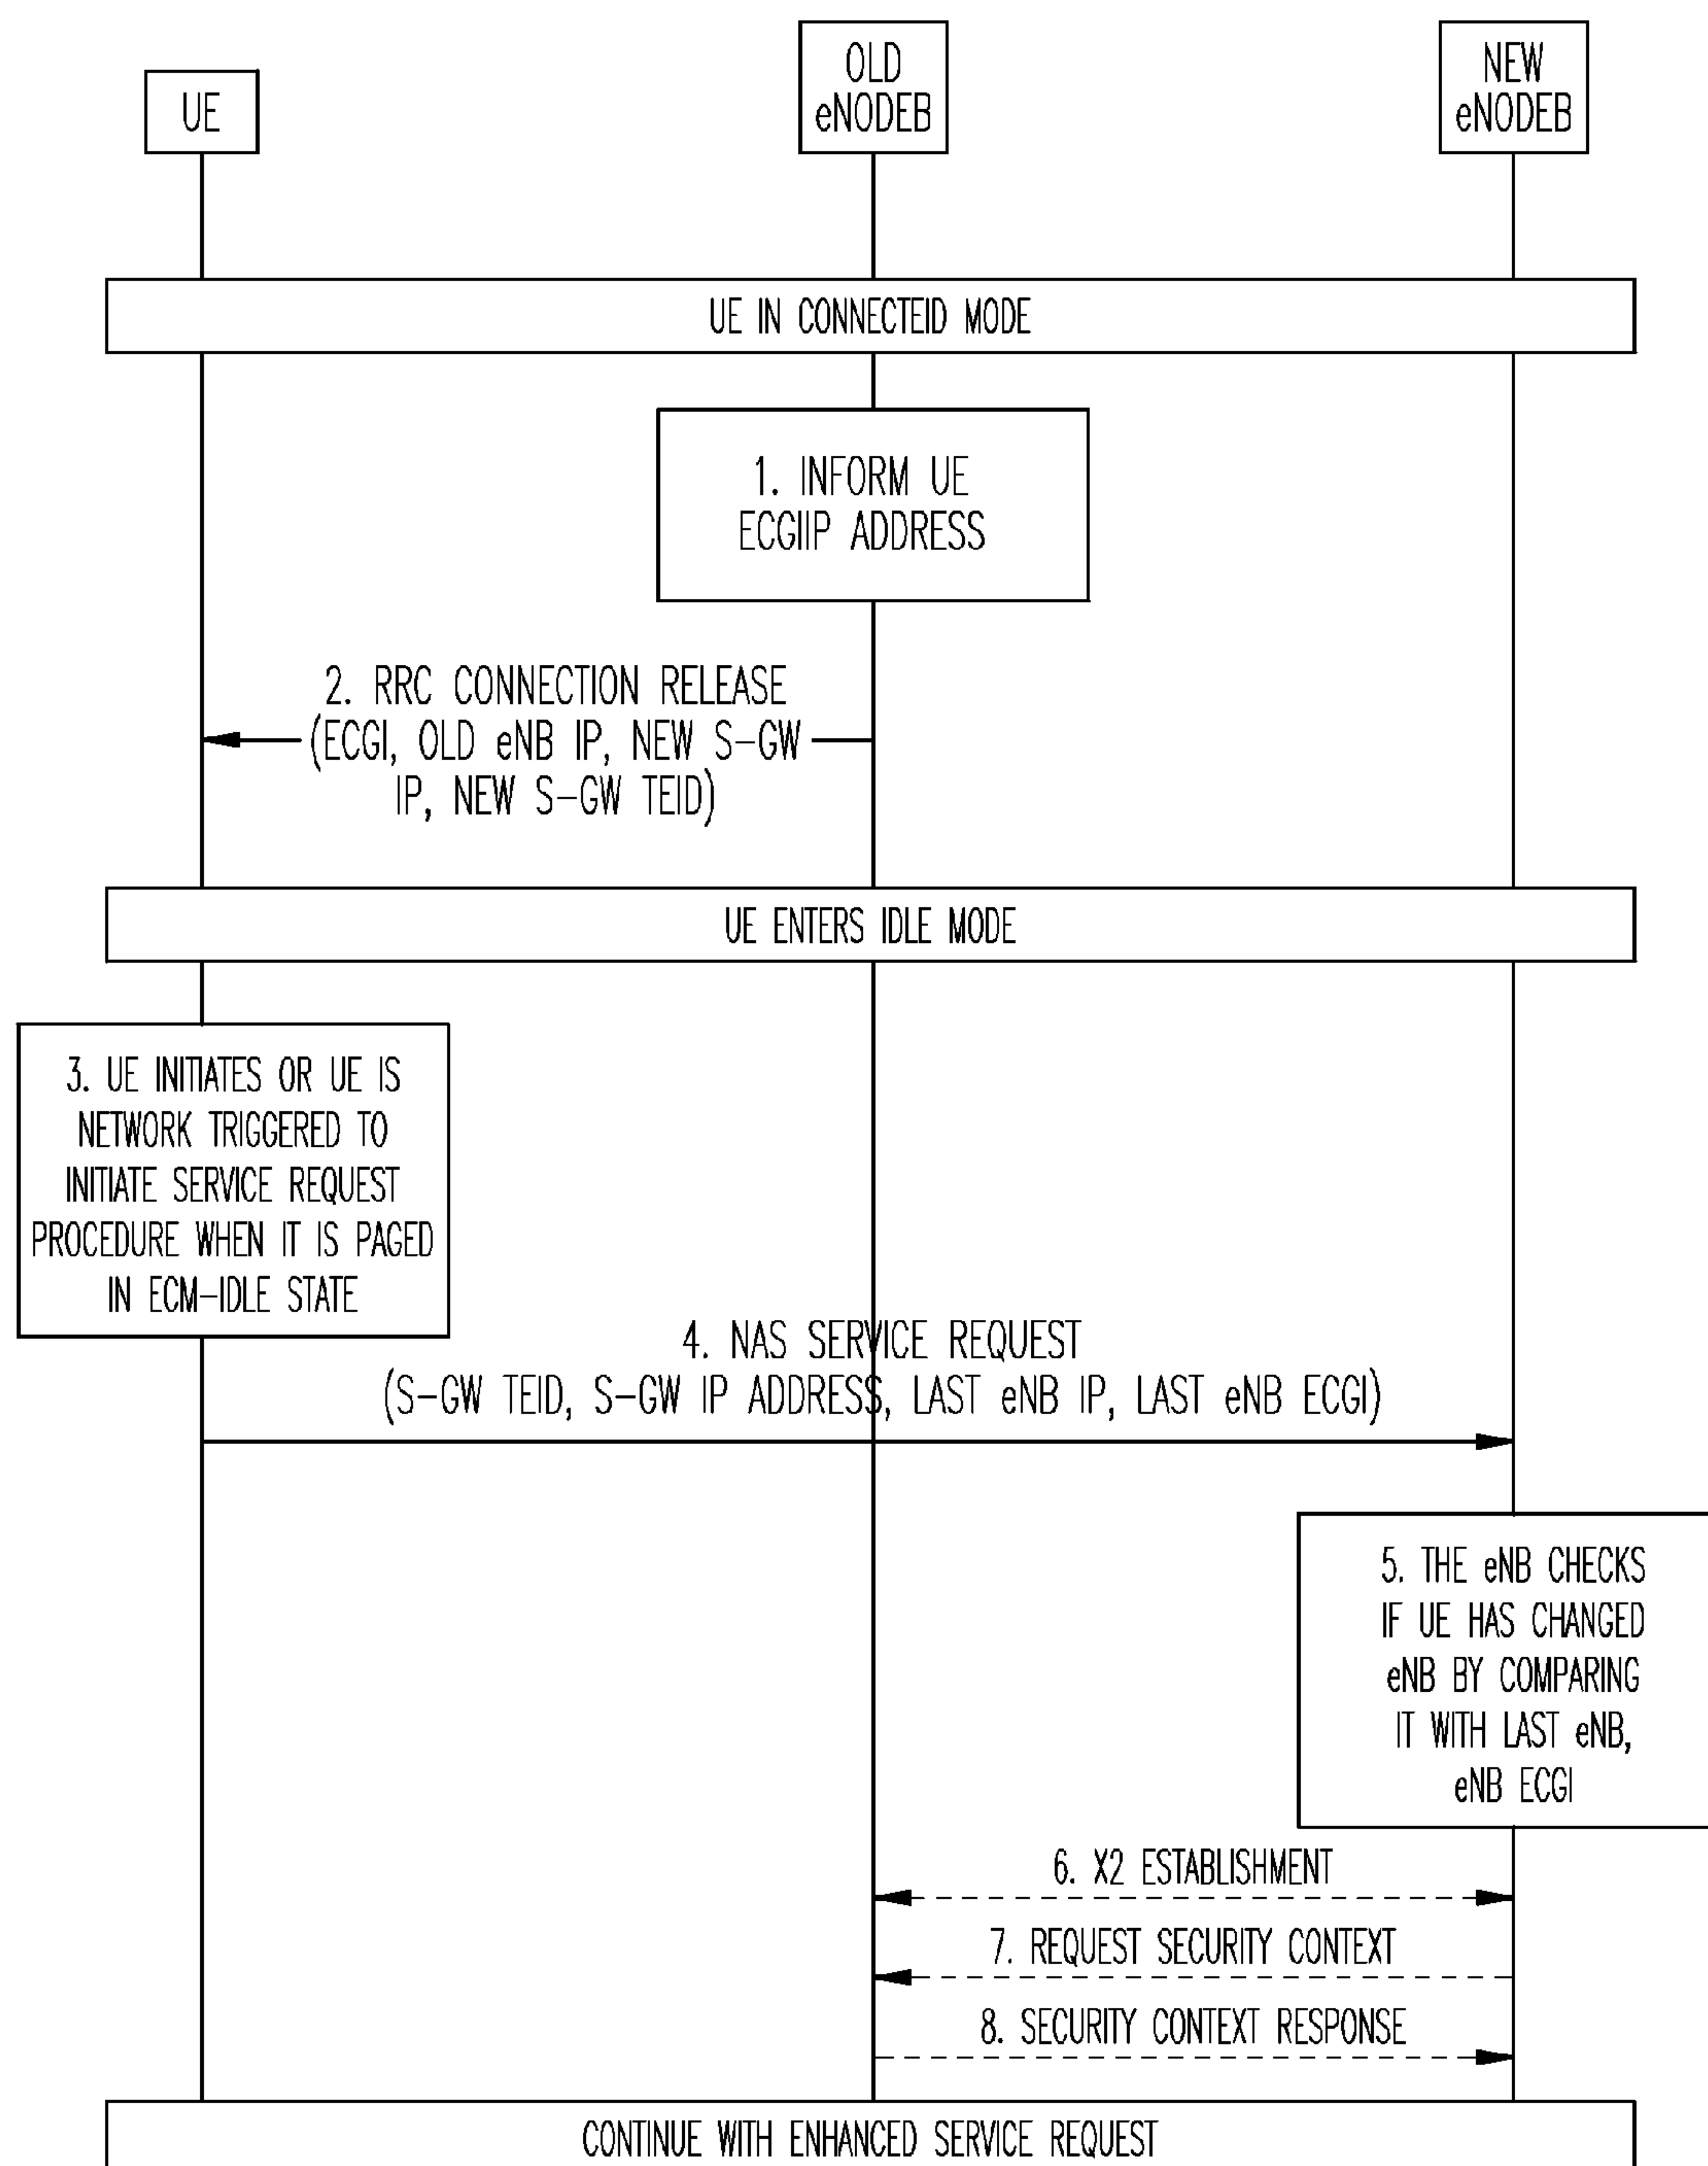 UE
OLD
eNODEB
NEW
eNODEB
UE IN CONNECTEID MODE
1. INFORM UE
ECGIIP ADDRESS
2. RRC CONNECTION RELEASE
(ECGI, OLD eNB IP, NEW S-GW
IP, NEW S-GW TEID)
UE ENTERS IDLE MODE
3. UE INITIATES OR UE IS
NETWORK TRIGGERED TO
INITIATE SERVICE REQUEST
PROCEDURE WHEN IT IS PAGED
IN ECM-IDLE STATE
4. NAS SERVICE REQUEST
(S-GW TEID, S-GW IP ADDRESS, LAST eNB IP, LAST eNB ECGI)
5. THE eNB CHECKS
IF UE HAS CHANGED
eNB BY COMPARING
IT WITH LAST eNB,
eNB ECGI
6. X2 ESTABLISHMENT
7. REQUEST SECURITY CONTEXT
8. SECURITY CONTEXT RESPONSE
CONTINUE WITH ENHANCED SERVICE REQUEST